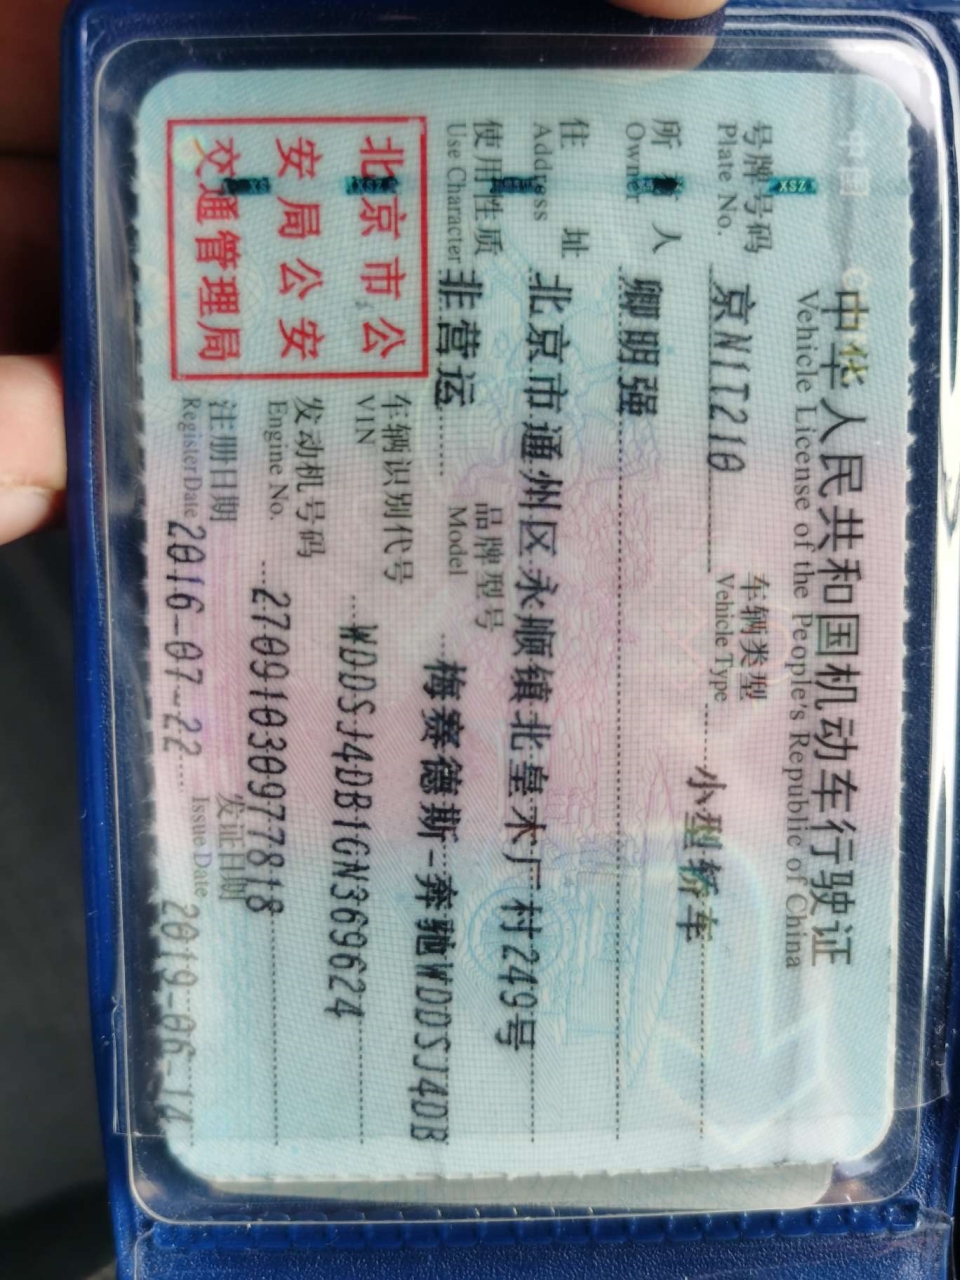 中华人民共和国机动车行驶证
Vehicle License of the People's Republic of China
号牌号码 京N1T210 车辆类型 小型轿车
Plate No. Vehicle Type
所有人 卿明强
Owner
住址 北京市通州区永顺镇北皇木厂村249号
Address
使用性质 非营运 品牌型号 梅赛德斯-奔驰WDDSJ4DB
Use Character Model
北京市公
安局公安
交通管理局
车辆识别代号 WDDSJ4DB1GN369624
VIN
发动机号码 27091030977818
Engine No.
注册日期 2016-07-22 发证日期 2019-06-14
Register Date Issue Date